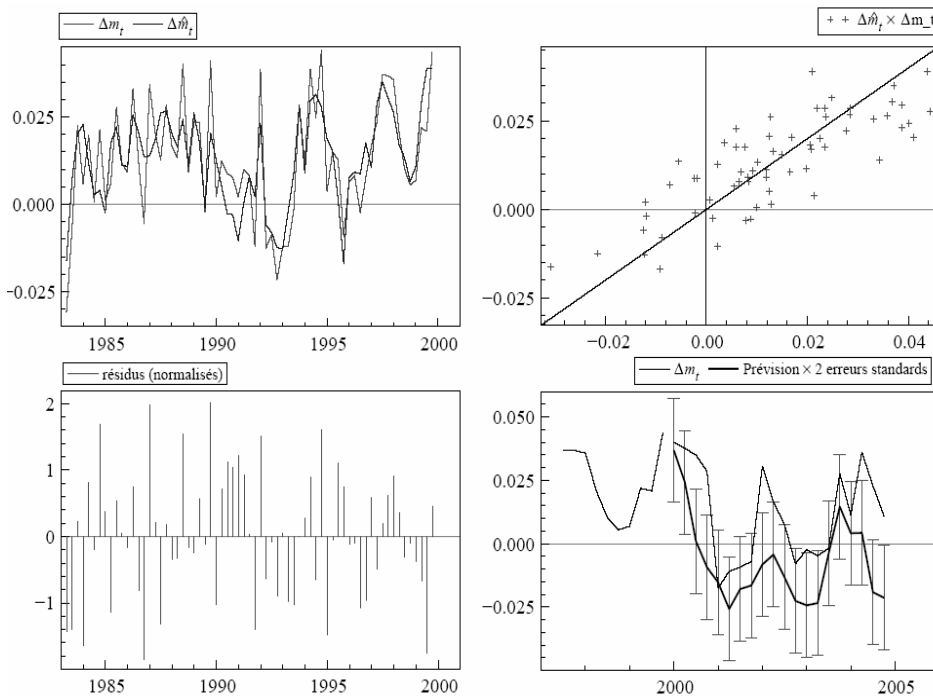 Δm_t Δm̂_t
0.025
0.000
−0.025
1985 1990 1995 2000
Δm̂_t × Δm_t
0.025
0.000
−0.025
−0.02 0.00 0.02 0.04
résidus (normalisés)
2
1
0
−1
1985 1990 1995 2000
Δm_t Prévision × 2 erreurs standards
0.050
0.025
0.000
−0.025
2000 2005